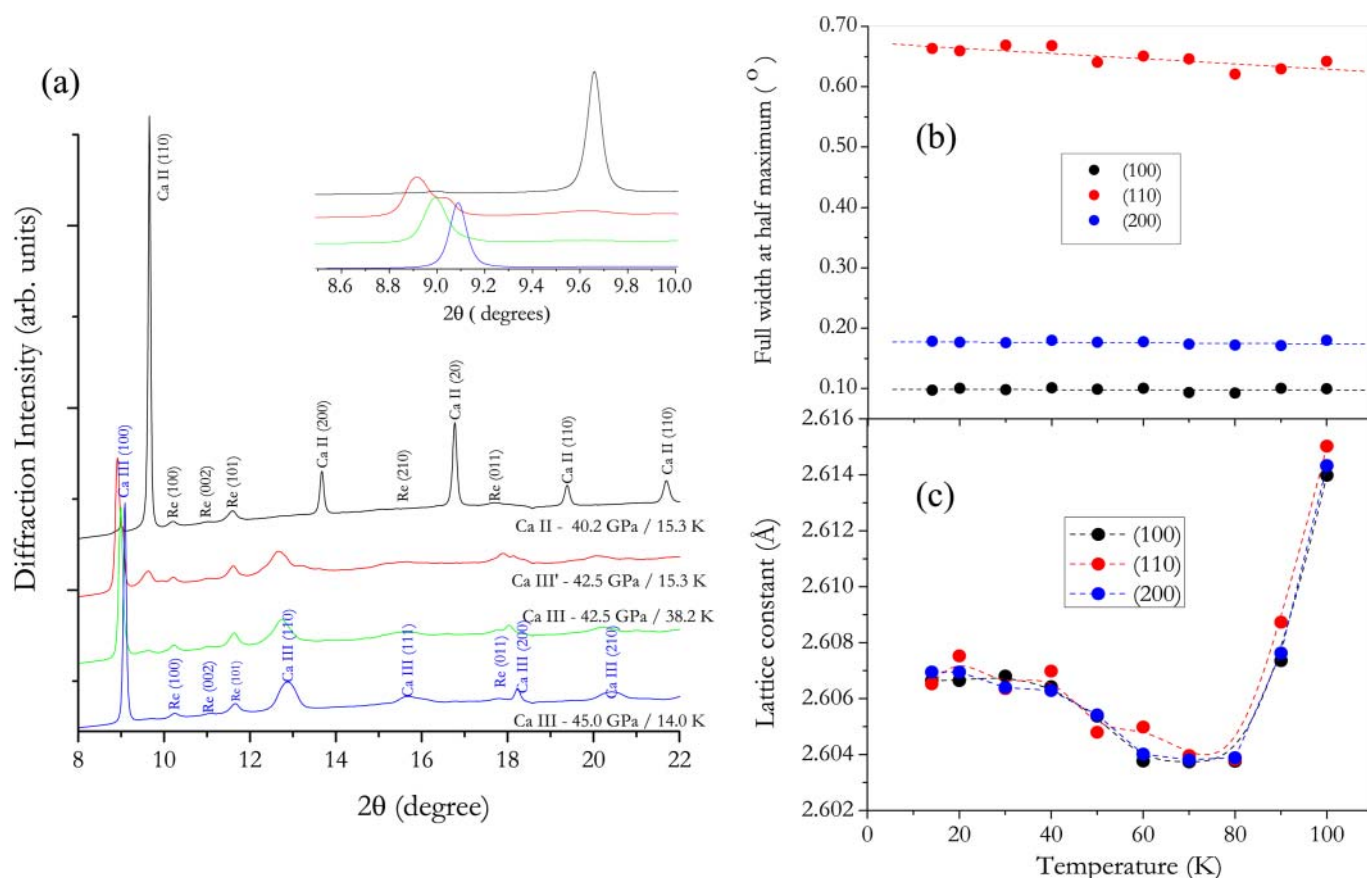 (a)
Diffraction Intensity (arb. units)
Ca II (110)
8.6 8.8 9.0 9.2 9.4 9.6 9.8 10.0
2θ ( degrees)
Ca III (100)
Re (100)
Re (002)
Re (101)
Ca II (200)
Re (210)
Ca II (20)
Re (011)
Ca II (110)
Ca II (110)
Ca II - 40.2 GPa / 15.3 K
Ca III' - 42.5 GPa / 15.3 K
Ca III - 42.5 GPa / 38.2 K
Re (100)
Re (002)
Re (101)
Ca III (110)
Ca III (111)
Re (011)
Ca III (200)
Ca III (210)
Ca III - 45.0 GPa / 14.0 K
8 10 12 14 16 18 20 22
2θ (degree)
Full width at half maximum (°)
0.70
0.60
0.50
0.40
0.30
0.20
0.10
(b)
(100)
(110)
(200)
Lattice constant (Å)
2.616
2.614
2.612
2.610
2.608
2.606
2.604
2.602
(c)
(100)
(110)
(200)
0 20 40 60 80 100
Temperature (K)